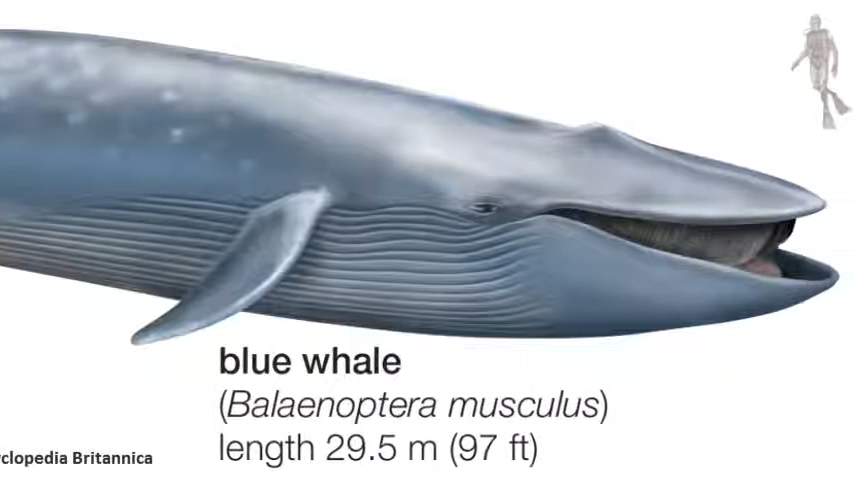 blue whale
(Balaenoptera musculus)
length 29.5 m (97 ft)
clopedia Britannica